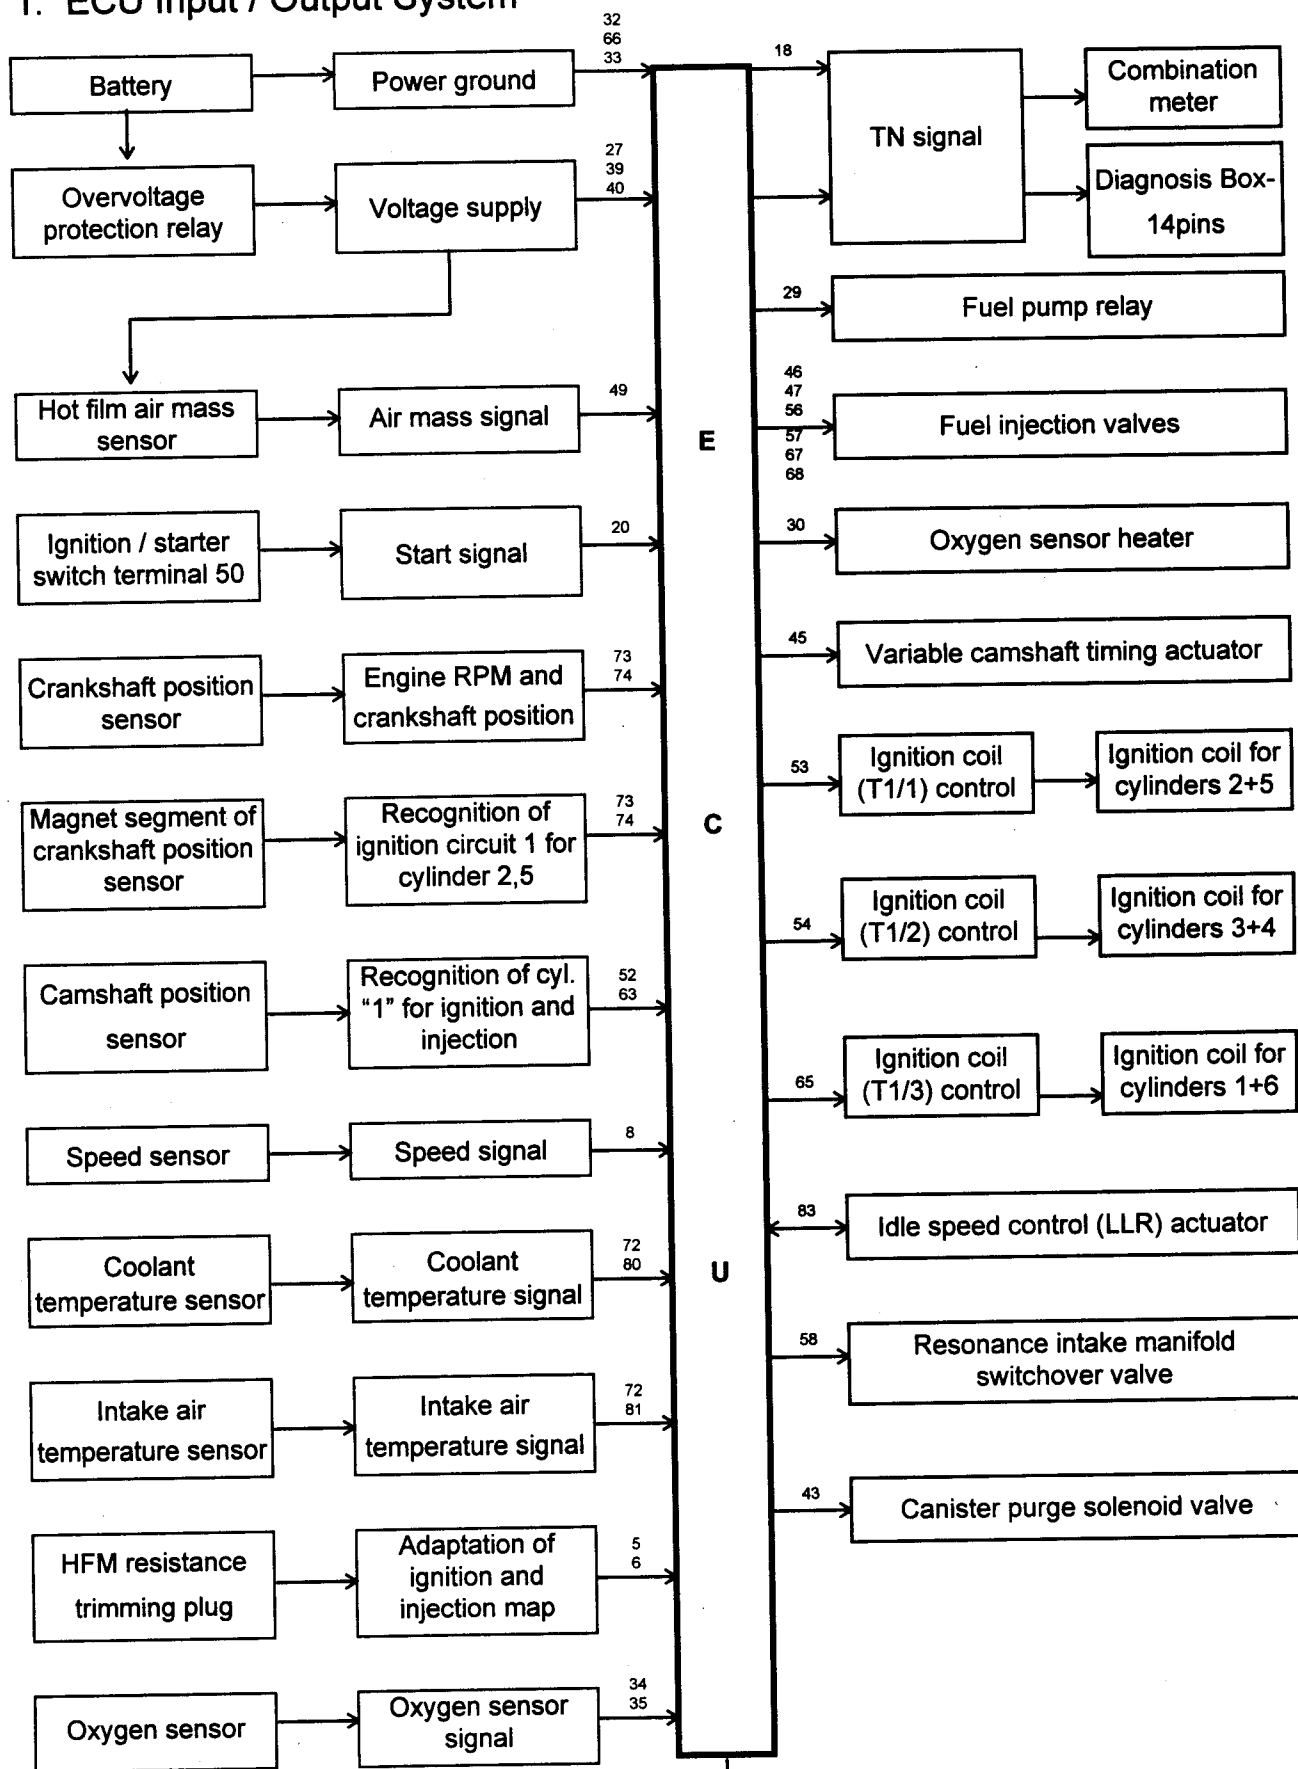 1. ECU Input / Output System
32
66
33
Battery
Power ground
27
39
40
Overvoltage
protection relay
Voltage supply
Hot film air mass
sensor
Air mass signal
49
Ignition / starter
switch terminal 50
Start signal
20
Crankshaft position
sensor
Engine RPM and
crankshaft position
73
74
Magnet segment of
crankshaft position
sensor
Recognition of
ignition circuit 1 for
cylinder 2,5
73
74
Camshaft position
sensor
Recognition of cyl.
“1” for ignition and
injection
52
63
Speed sensor
Speed signal
8
Coolant
temperature sensor
Coolant
temperature signal
72
80
Intake air
temperature sensor
Intake air
temperature signal
72
81
HFM resistance
trimming plug
Adaptation of
ignition and
injection map
5
6
Oxygen sensor
Oxygen sensor
signal
34
35
E
C
U
18
TN signal
Combination
meter
Diagnosis Box-
14pins
29
Fuel pump relay
46
47
56
57
67
68
Fuel injection valves
30
Oxygen sensor heater
45
Variable camshaft timing actuator
53
Ignition coil
(T1/1) control
Ignition coil for
cylinders 2+5
54
Ignition coil
(T1/2) control
Ignition coil for
cylinders 3+4
65
Ignition coil
(T1/3) control
Ignition coil for
cylinders 1+6
83
Idle speed control (LLR) actuator
58
Resonance intake manifold
switchover valve
43
Canister purge solenoid valve